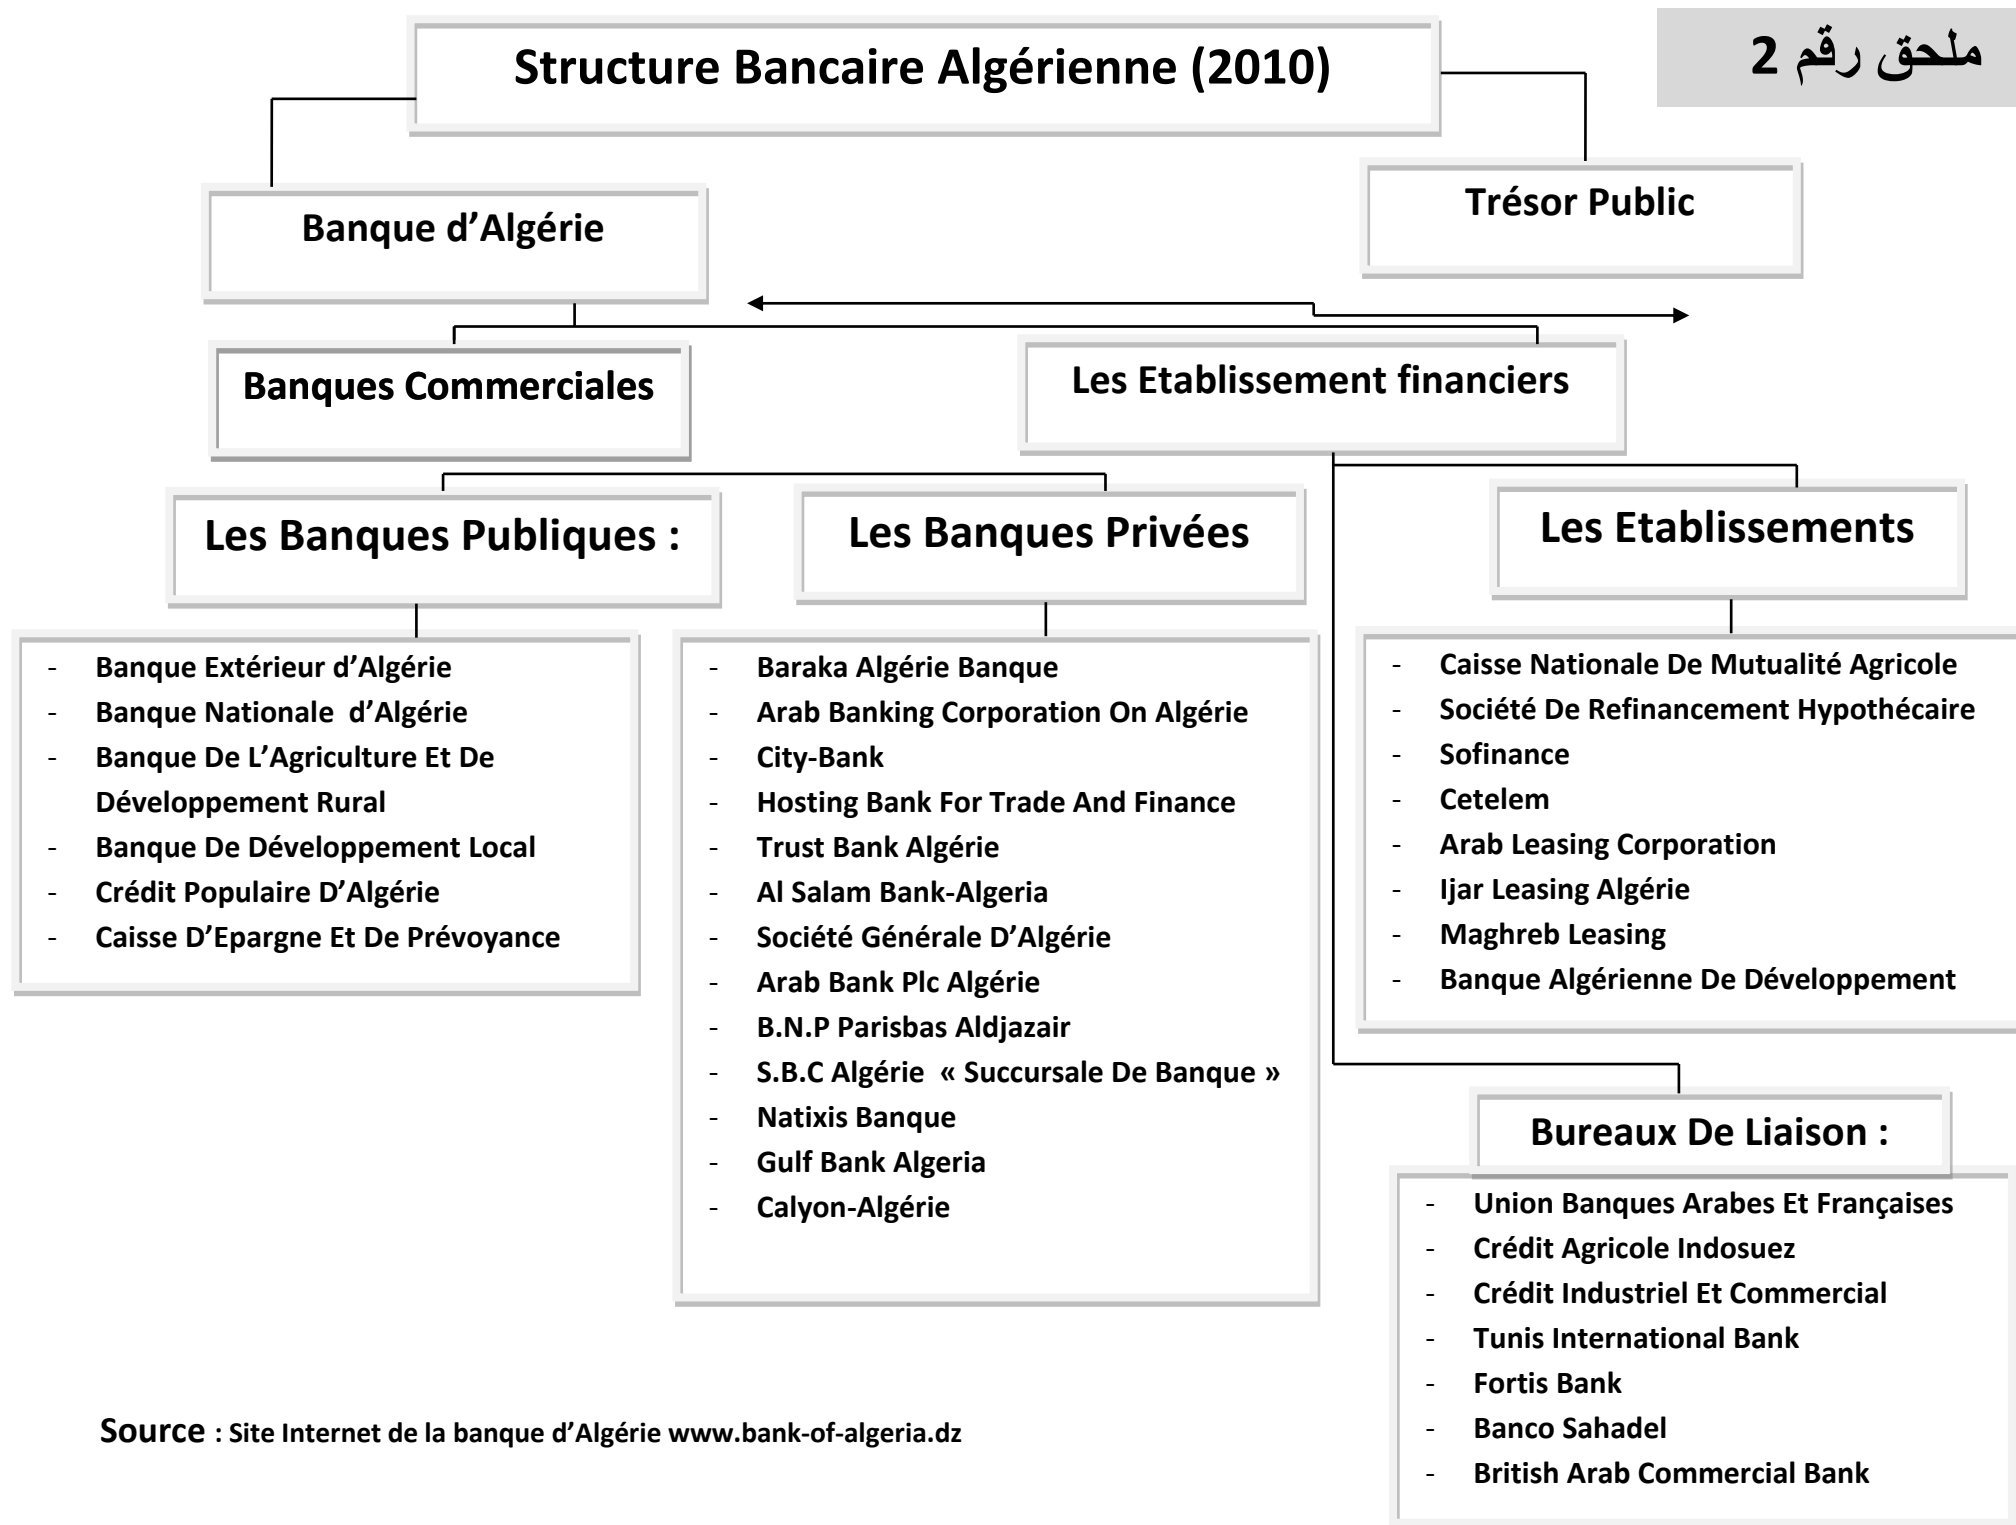 Structure Bancaire Algérienne (2010)
ملحق رقم 2
Banque d’Algérie
Trésor Public
Banques Commerciales
Les Etablissement financiers
Les Banques Publiques :
Les Banques Privées
Les Etablissements
- Banque Extérieur d’Algérie
- Banque Nationale d’Algérie
- Banque De L’Agriculture Et De
Développement Rural
- Banque De Développement Local
- Crédit Populaire D’Algérie
- Caisse D’Epargne Et De Prévoyance
- Baraka Algérie Banque
- Arab Banking Corporation On Algérie
- City-Bank
- Hosting Bank For Trade And Finance
- Trust Bank Algérie
- Al Salam Bank-Algeria
- Société Générale D’Algérie
- Arab Bank Plc Algérie
- B.N.P Parisbas Aldjazair
- S.B.C Algérie « Succursale De Banque »
- Natixis Banque
- Gulf Bank Algeria
- Calyon-Algérie
- Caisse Nationale De Mutualité Agricole
- Société De Refinancement Hypothécaire
- Sofinance
- Cetelem
- Arab Leasing Corporation
- Ijar Leasing Algérie
- Maghreb Leasing
- Banque Algérienne De Développement
Bureaux De Liaison :
- Union Banques Arabes Et Françaises
- Crédit Agricole Indosuez
- Crédit Industriel Et Commercial
- Tunis International Bank
- Fortis Bank
- Banco Sahadel
- British Arab Commercial Bank
Source : Site Internet de la banque d’Algérie www.bank-of-algeria.dz